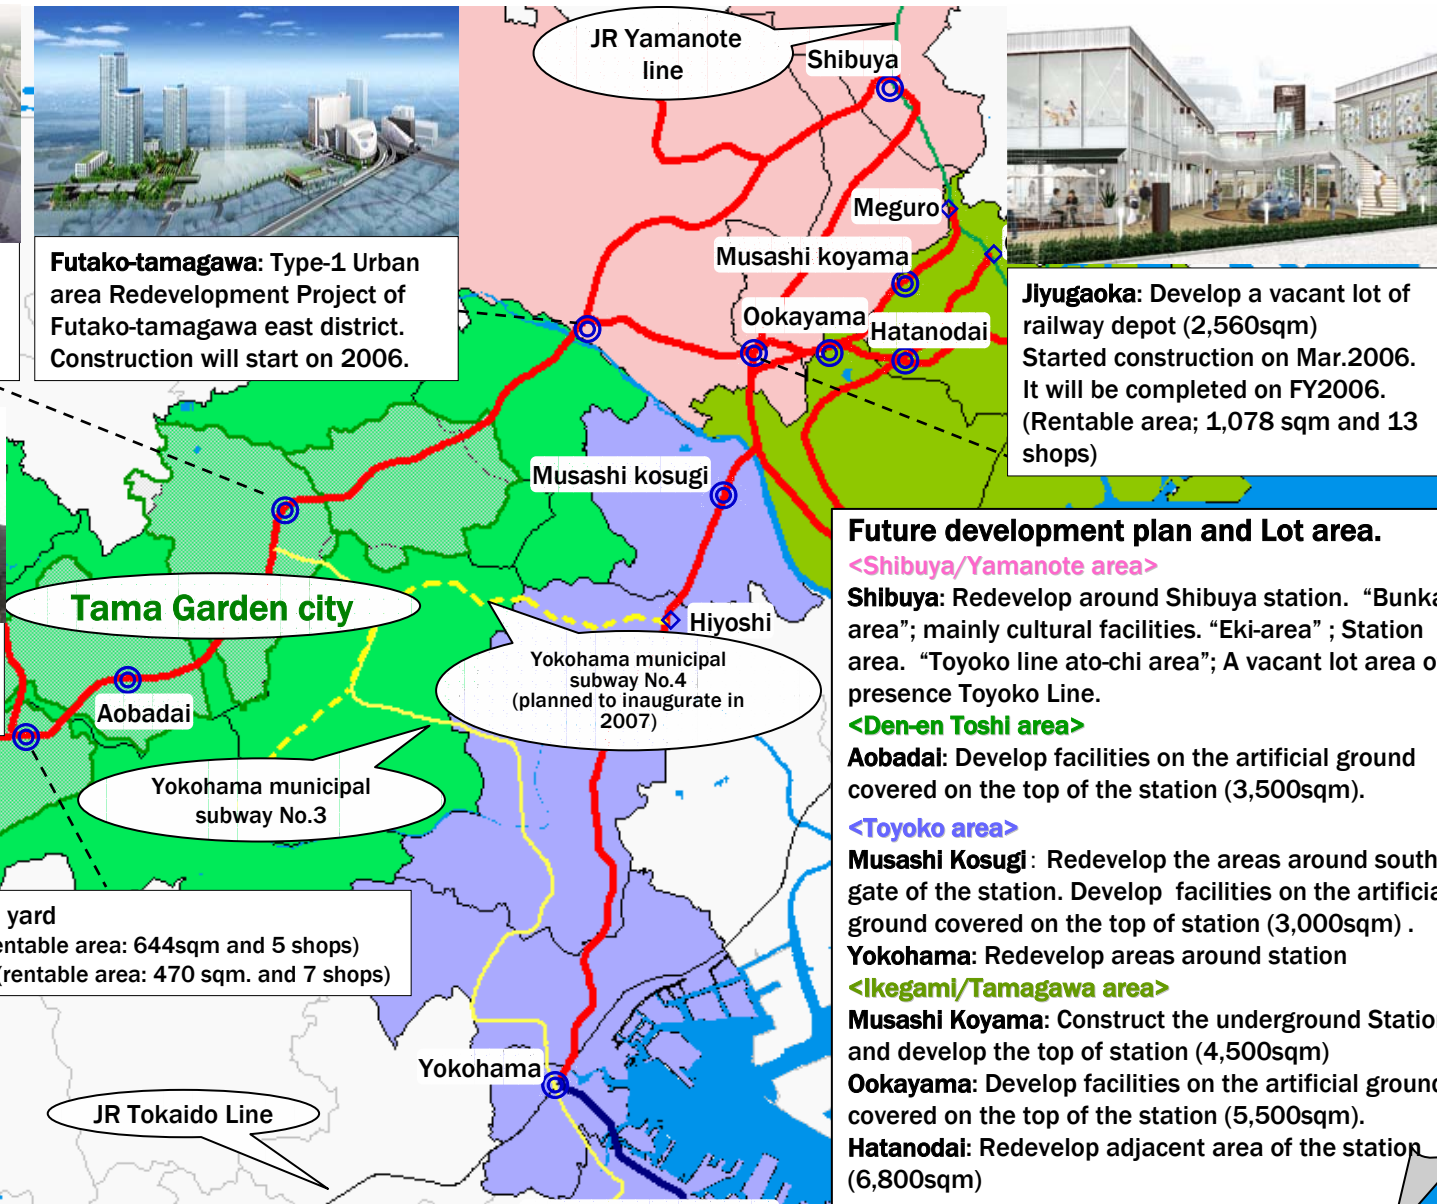 JR Yamanote
line
Shibuya
Meguro
Musashi koyama
Ookayama
Hatanodai
Futako-tamagawa: Type-1 Urban
area Redevelopment Project of
Futako-tamagawa east district.
Construction will start on 2006.
Jiyugaoka: Develop a vacant lot of
railway depot (2,560sqm)
Started construction on Mar.2006.
It will be completed on FY2006.
(Rentable area; 1,078 sqm and 13
shops)
Musashi kosugi
Tama Garden city
Hiyoshi
Yokohama municipal
subway No.4
(planned to inaugurate in
2007)
Aobadai
Yokohama municipal
subway No.3
yard
entable area: 644sqm and 5 shops)
(rentable area: 470 sqm. and 7 shops)
Yokohama
JR Tokaido Line
Future development plan and Lot area.
<Shibuya/Yamanote area>
Shibuya: Redevelop around Shibuya station. “Bunka
area”; mainly cultural facilities. “Eki-area” ; Station
area. “Toyoko line ato-chi area”; A vacant lot area o
presence Toyoko Line.
<Den-en Toshi area>
Aobadai: Develop facilities on the artificial ground
covered on the top of the station (3,500sqm).
<Toyoko area>
Musashi Kosugi: Redevelop the areas around south
gate of the station. Develop facilities on the artificia
ground covered on the top of station (3,000sqm) .
Yokohama: Redevelop areas around station
<Ikegami/Tamagawa area>
Musashi Koyama: Construct the underground Station
and develop the top of station (4,500sqm)
Ookayama: Develop facilities on the artificial ground
covered on the top of the station (5,500sqm).
Hatanodai: Redevelop adjacent area of the station
(6,800sqm)